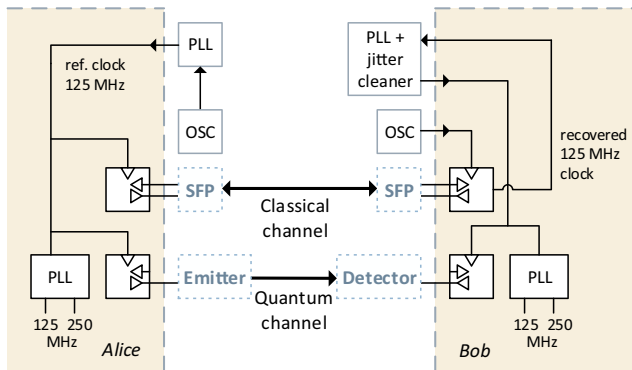 PLL
ref. clock
125 MHz
OSC
PLL +
jitter
cleaner
OSC
recovered
125 MHz
clock
SFP
SFP
Classical
channel
PLL
Emitter
Detector
PLL
Quantum
channel
125 250
MHz
Alice
Bob
125 250
MHz